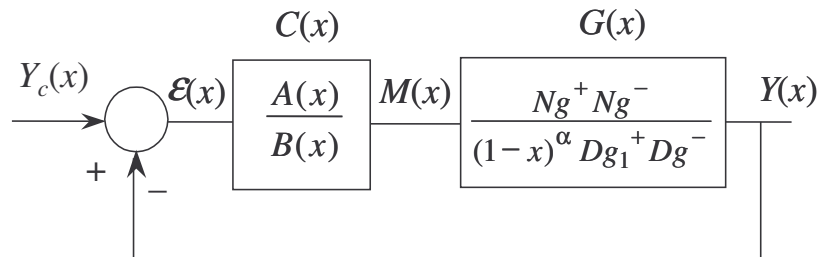 C(x) G(x)
Y_c(x) ε(x) A(x) M(x) Ng⁺Ng⁻ Y(x)
B(x) (1−x)^α Dg₁⁺Dg⁻
+ −